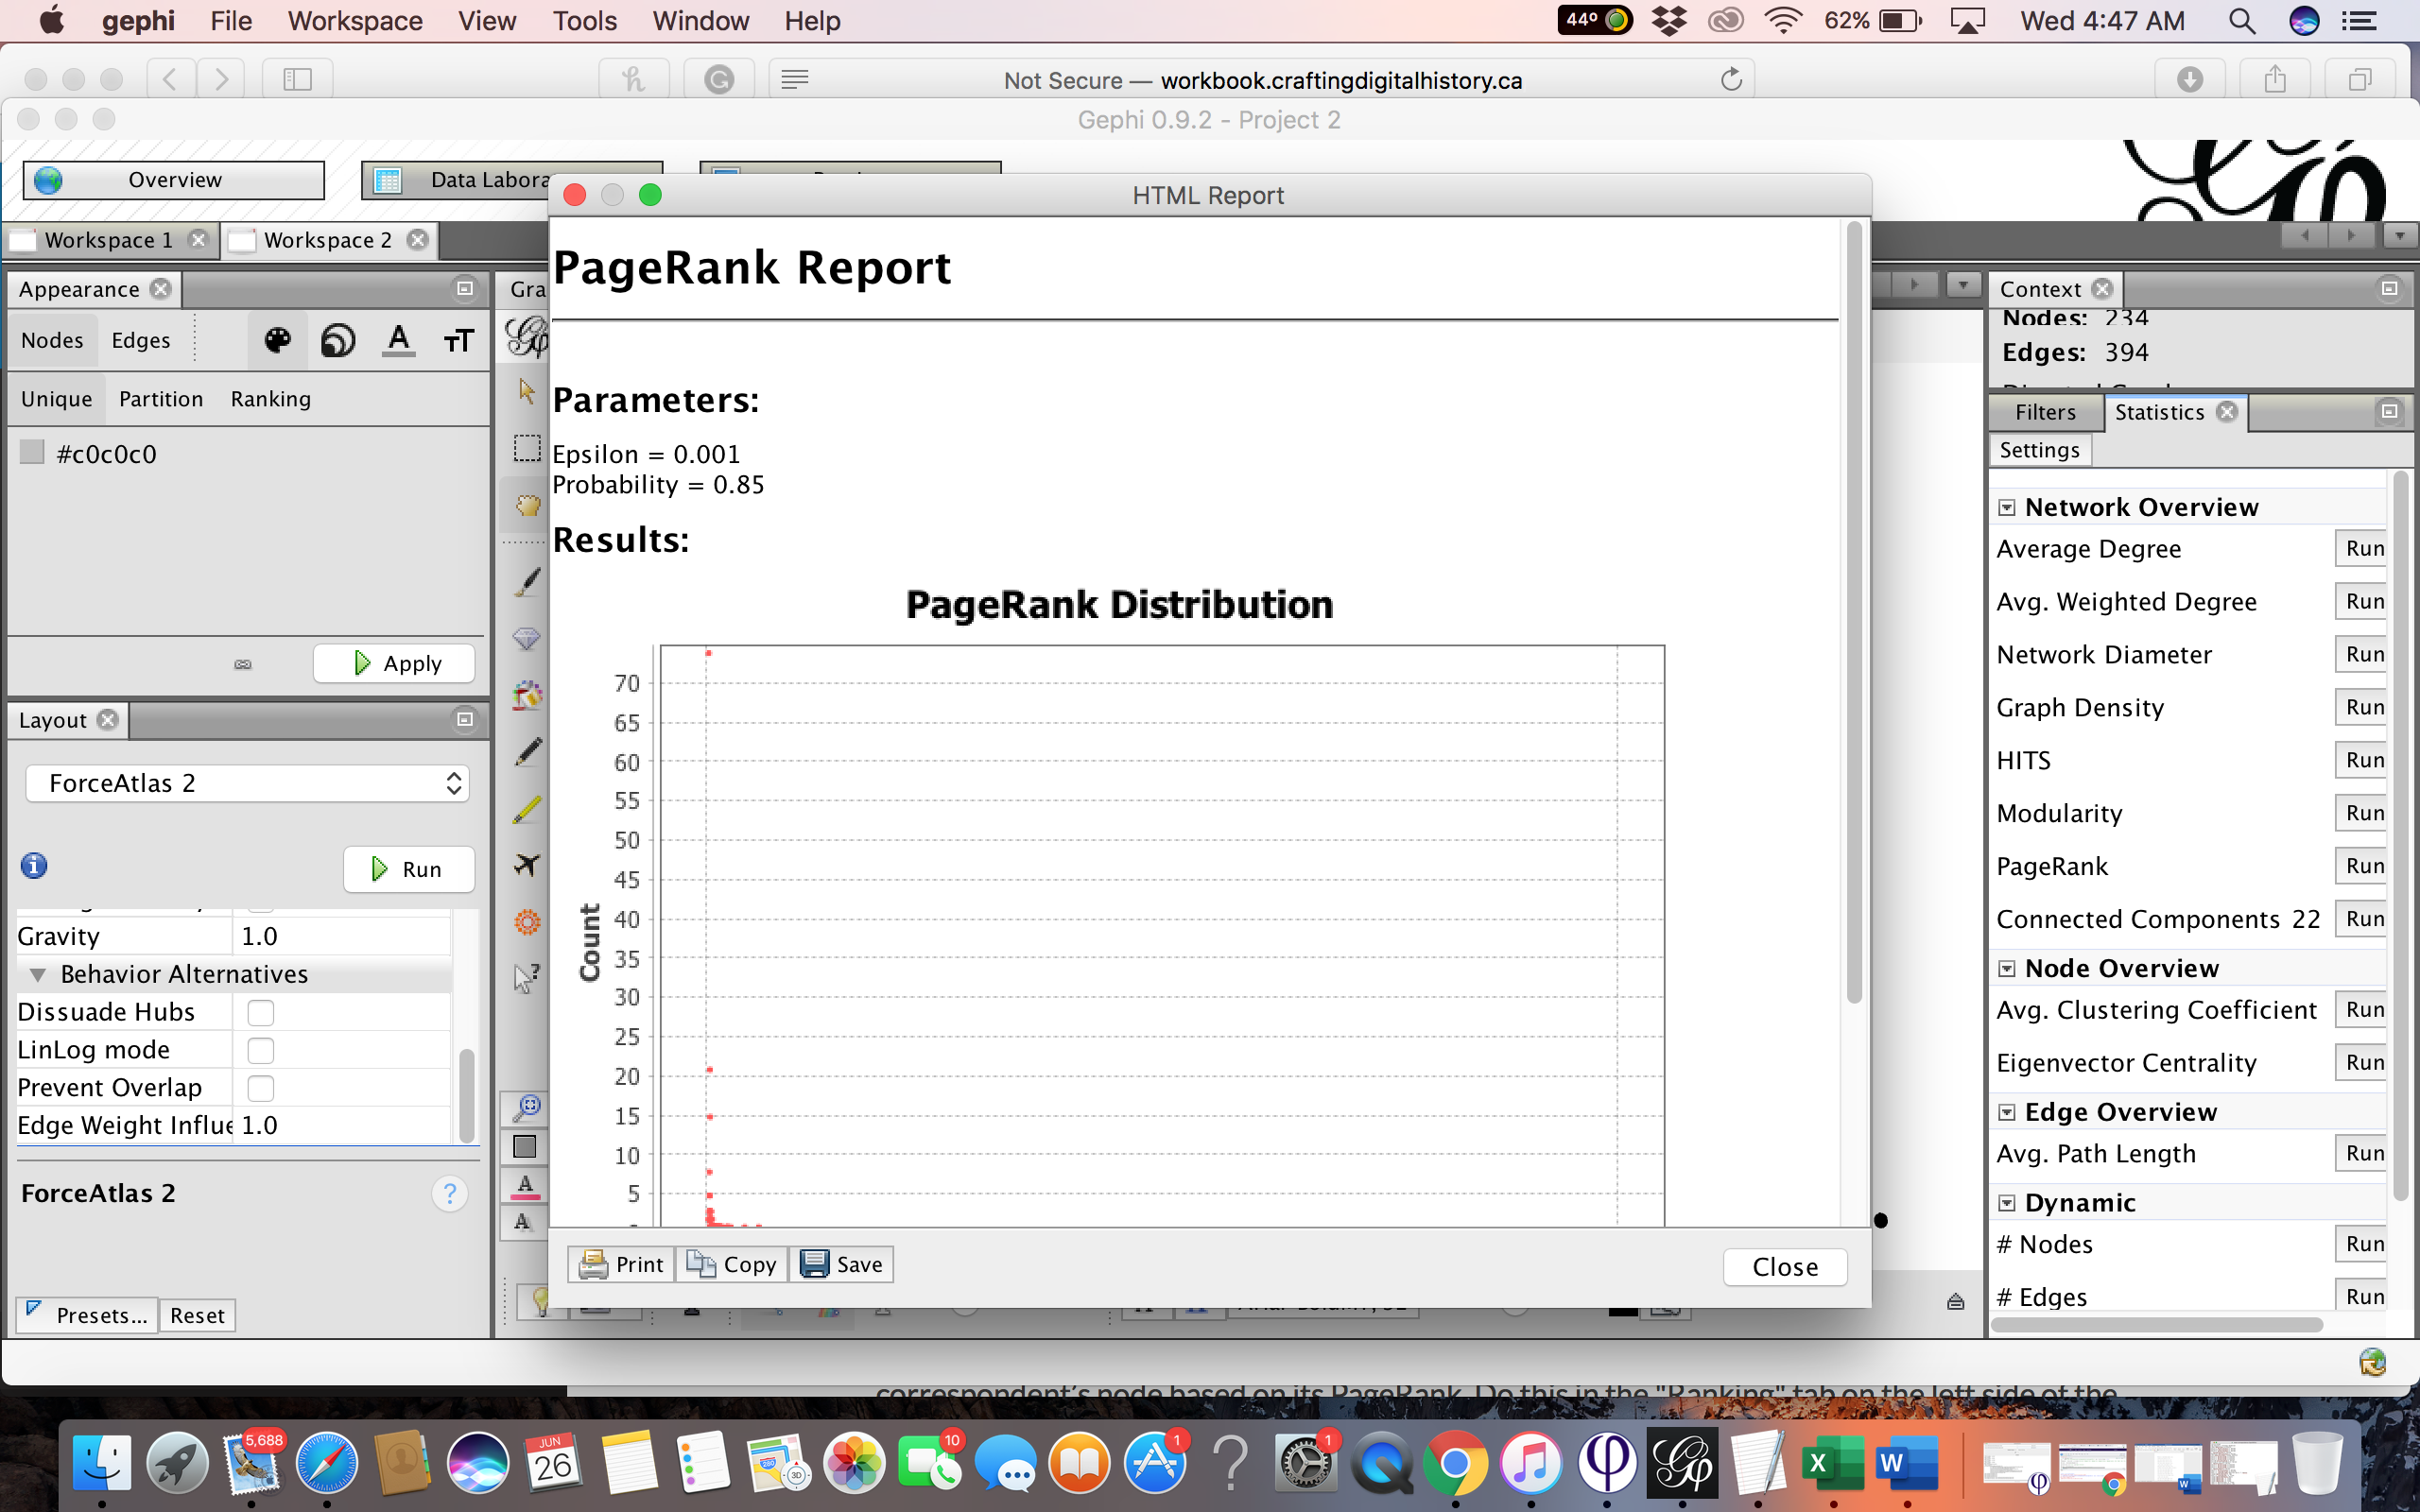 gephi File Workspace View Tools Window Help 44° 62% Wed 4:47 AM
Not Secure — workbook.craftingdigitalhistory.ca
Gephi 0.9.2 - Project 2
Overview Data Labora
Workspace 1 Workspace 2
HTML Report
PageRank Report
Parameters:
Epsilon = 0.001
Probability = 0.85
Results:
PageRank Distribution
Count
70
65
60
55
50
45
40
35
30
25
20
15
10
5
Print Copy Save Close
Appearance
Nodes Edges
Unique Partition Ranking
#c0c0c0
Apply
Layout
ForceAtlas 2
Run
Gravity 1.0
Behavior Alternatives
Dissuade Hubs
LinLog mode
Prevent Overlap
Edge Weight Influe 1.0
ForceAtlas 2
Presets... Reset
Gra
Context
Nodes: 234
Edges: 394
Filters Statistics
Settings
Network Overview
Average Degree Run
Avg. Weighted Degree Run
Network Diameter Run
Graph Density Run
HITS Run
Modularity Run
PageRank Run
Connected Components 22 Run
Node Overview
Avg. Clustering Coefficient Run
Eigenvector Centrality Run
Edge Overview
Avg. Path Length Run
Dynamic
# Nodes Run
# Edges Run
correspondent's node based on its PageRank. Do this in the "Ranking" tab on the left side of the
5,688
JUN
26
10
1
1